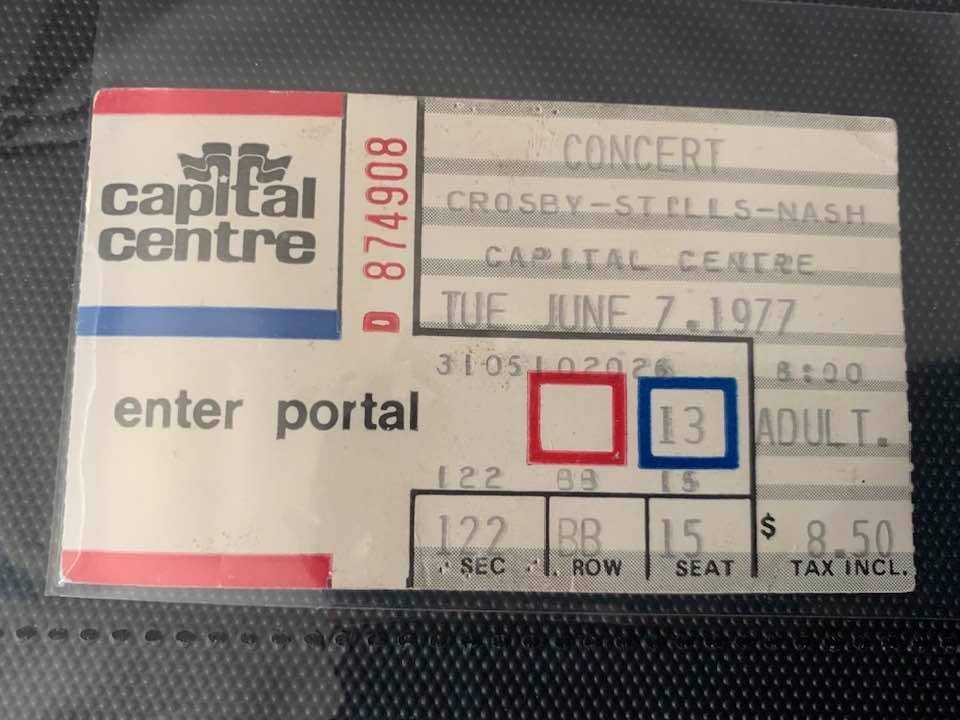 capital
centre
D 874908
CONCERT
CROSBY-STILLS-NASH
CAPITAL CENTRE
TUE JUNE 7.1977
3105102026 8:00
enter portal 13 ADULT.
122 BB 15
122 BB 15 $ 8.50
SEC ROW SEAT TAX INCL.